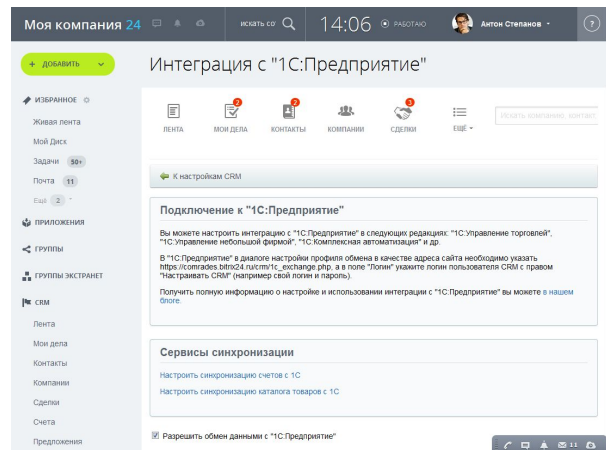 Моя компания 24
искать со
14:06
РАБОТАЮ
Антон Степанов
?
+ ДОБАВИТЬ
Интеграция с "1С:Предприятие"
ИЗБРАННОЕ
Живая лента
Мой Диск
Задачи 50+
Почта 11
Ещё 2
ПРИЛОЖЕНИЯ
ГРУППЫ
ГРУППЫ ЭКСТРАНЕТ
CRM
Лента
Мои дела
Контакты
Компании
Сделки
Счета
Предложения
2 2 3
ЛЕНТА МОИ ДЕЛА КОНТАКТЫ КОМПАНИИ СДЕЛКИ ЕЩЁ
Искать компанию, контакт
К настройкам CRM
Подключение к "1С:Предприятие"
Вы можете настроить интеграцию с "1С:Предприятие" в следующих редакциях: "1С:Управление торговлей",
"1С:Управление небольшой фирмой", "1С:Комплексная автоматизация" и др.
В "1С:Предприятие" в диалоге настройки профиля обмена в качестве адреса сайта необходимо указать
https://comrades.bitrix24.ru/crm/1c_exchange.php, а в поле "Логин" укажите логин пользователя CRM с правом
"Настраивать CRM" (например свой логин и пароль).
Получить полную информацию о настройке и использовании интеграции с "1С:Предприятие" вы можете в нашем
блоге.
Сервисы синхронизации
Настроить синхронизацию счетов с 1С
Настроить синхронизацию каталога товаров с 1С
Разрешить обмен данными с "1С:Предприятие"
11